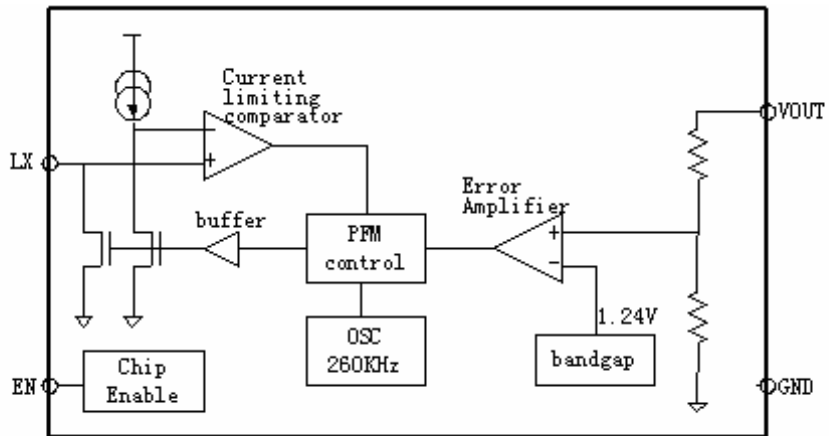 Current
limiting
comparator
VOUT
LX
−
+
Error
Amplifier
buffer
PFM
control
+
−
1.24V
OSC
260KHz
bandgap
Chip
Enable
EN
GND